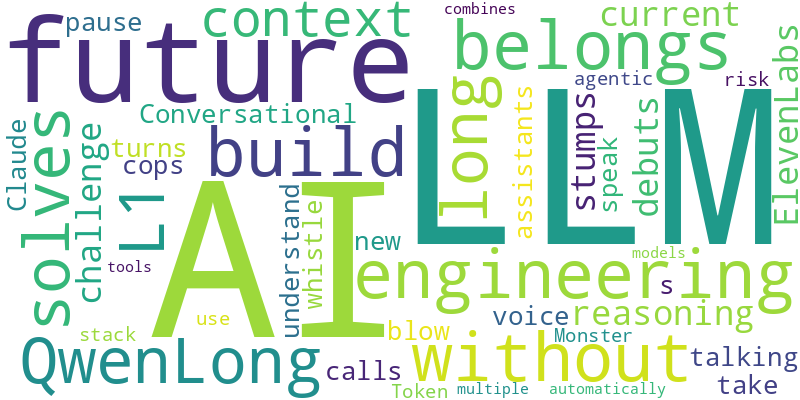 combines
pause
context
current
future
belongs
agentic
risk
ElevenLabs
LLM
long
assistants
stumps
speak
debuts
Conversational
solves
Claude
challenge
turns
cops
build
L1
AI
understand
whistle
new
tools
engineering
models
s
use
voice
reasoning
stack
blow
Monster
QwenLong
without
talking
calls
take
Token
multiple
automatically